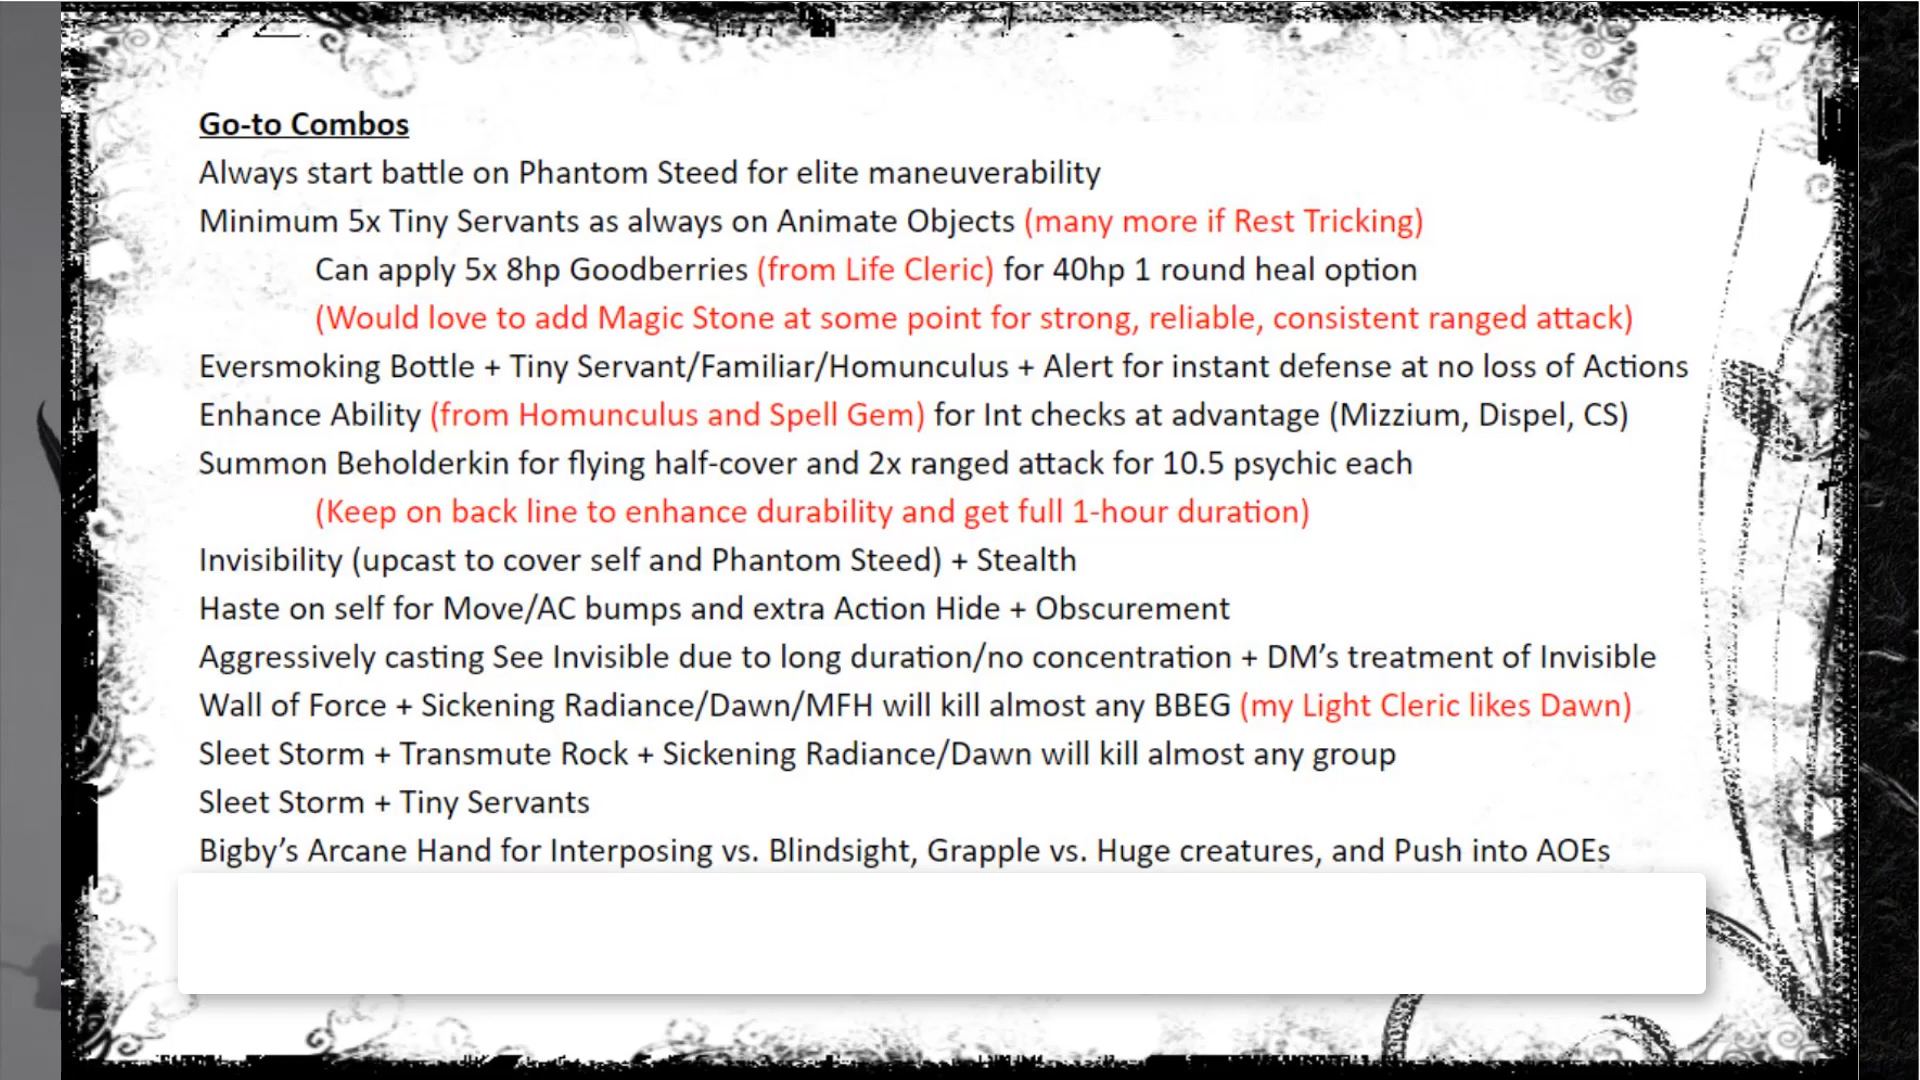 Go-to Combos
Always start battle on Phantom Steed for elite maneuverability
Minimum 5x Tiny Servants as always on Animate Objects (many more if Rest Tricking)
Can apply 5x 8hp Goodberries (from Life Cleric) for 40hp 1 round heal option
(Would love to add Magic Stone at some point for strong, reliable, consistent ranged attack)
Eversmoking Bottle + Tiny Servant/Familiar/Homunculus + Alert for instant defense at no loss of Actions
Enhance Ability (from Homunculus and Spell Gem) for Int checks at advantage (Mizzium, Dispel, CS)
Summon Beholderkin for flying half-cover and 2x ranged attack for 10.5 psychic each
(Keep on back line to enhance durability and get full 1-hour duration)
Invisibility (upcast to cover self and Phantom Steed) + Stealth
Haste on self for Move/AC bumps and extra Action Hide + Obscurement
Aggressively casting See Invisible due to long duration/no concentration + DM’s treatment of Invisible
Wall of Force + Sickening Radiance/Dawn/MFH will kill almost any BBEG (my Light Cleric likes Dawn)
Sleet Storm + Transmute Rock + Sickening Radiance/Dawn will kill almost any group
Sleet Storm + Tiny Servants
Bigby’s Arcane Hand for Interposing vs. Blindsight, Grapple vs. Huge creatures, and Push into AOEs